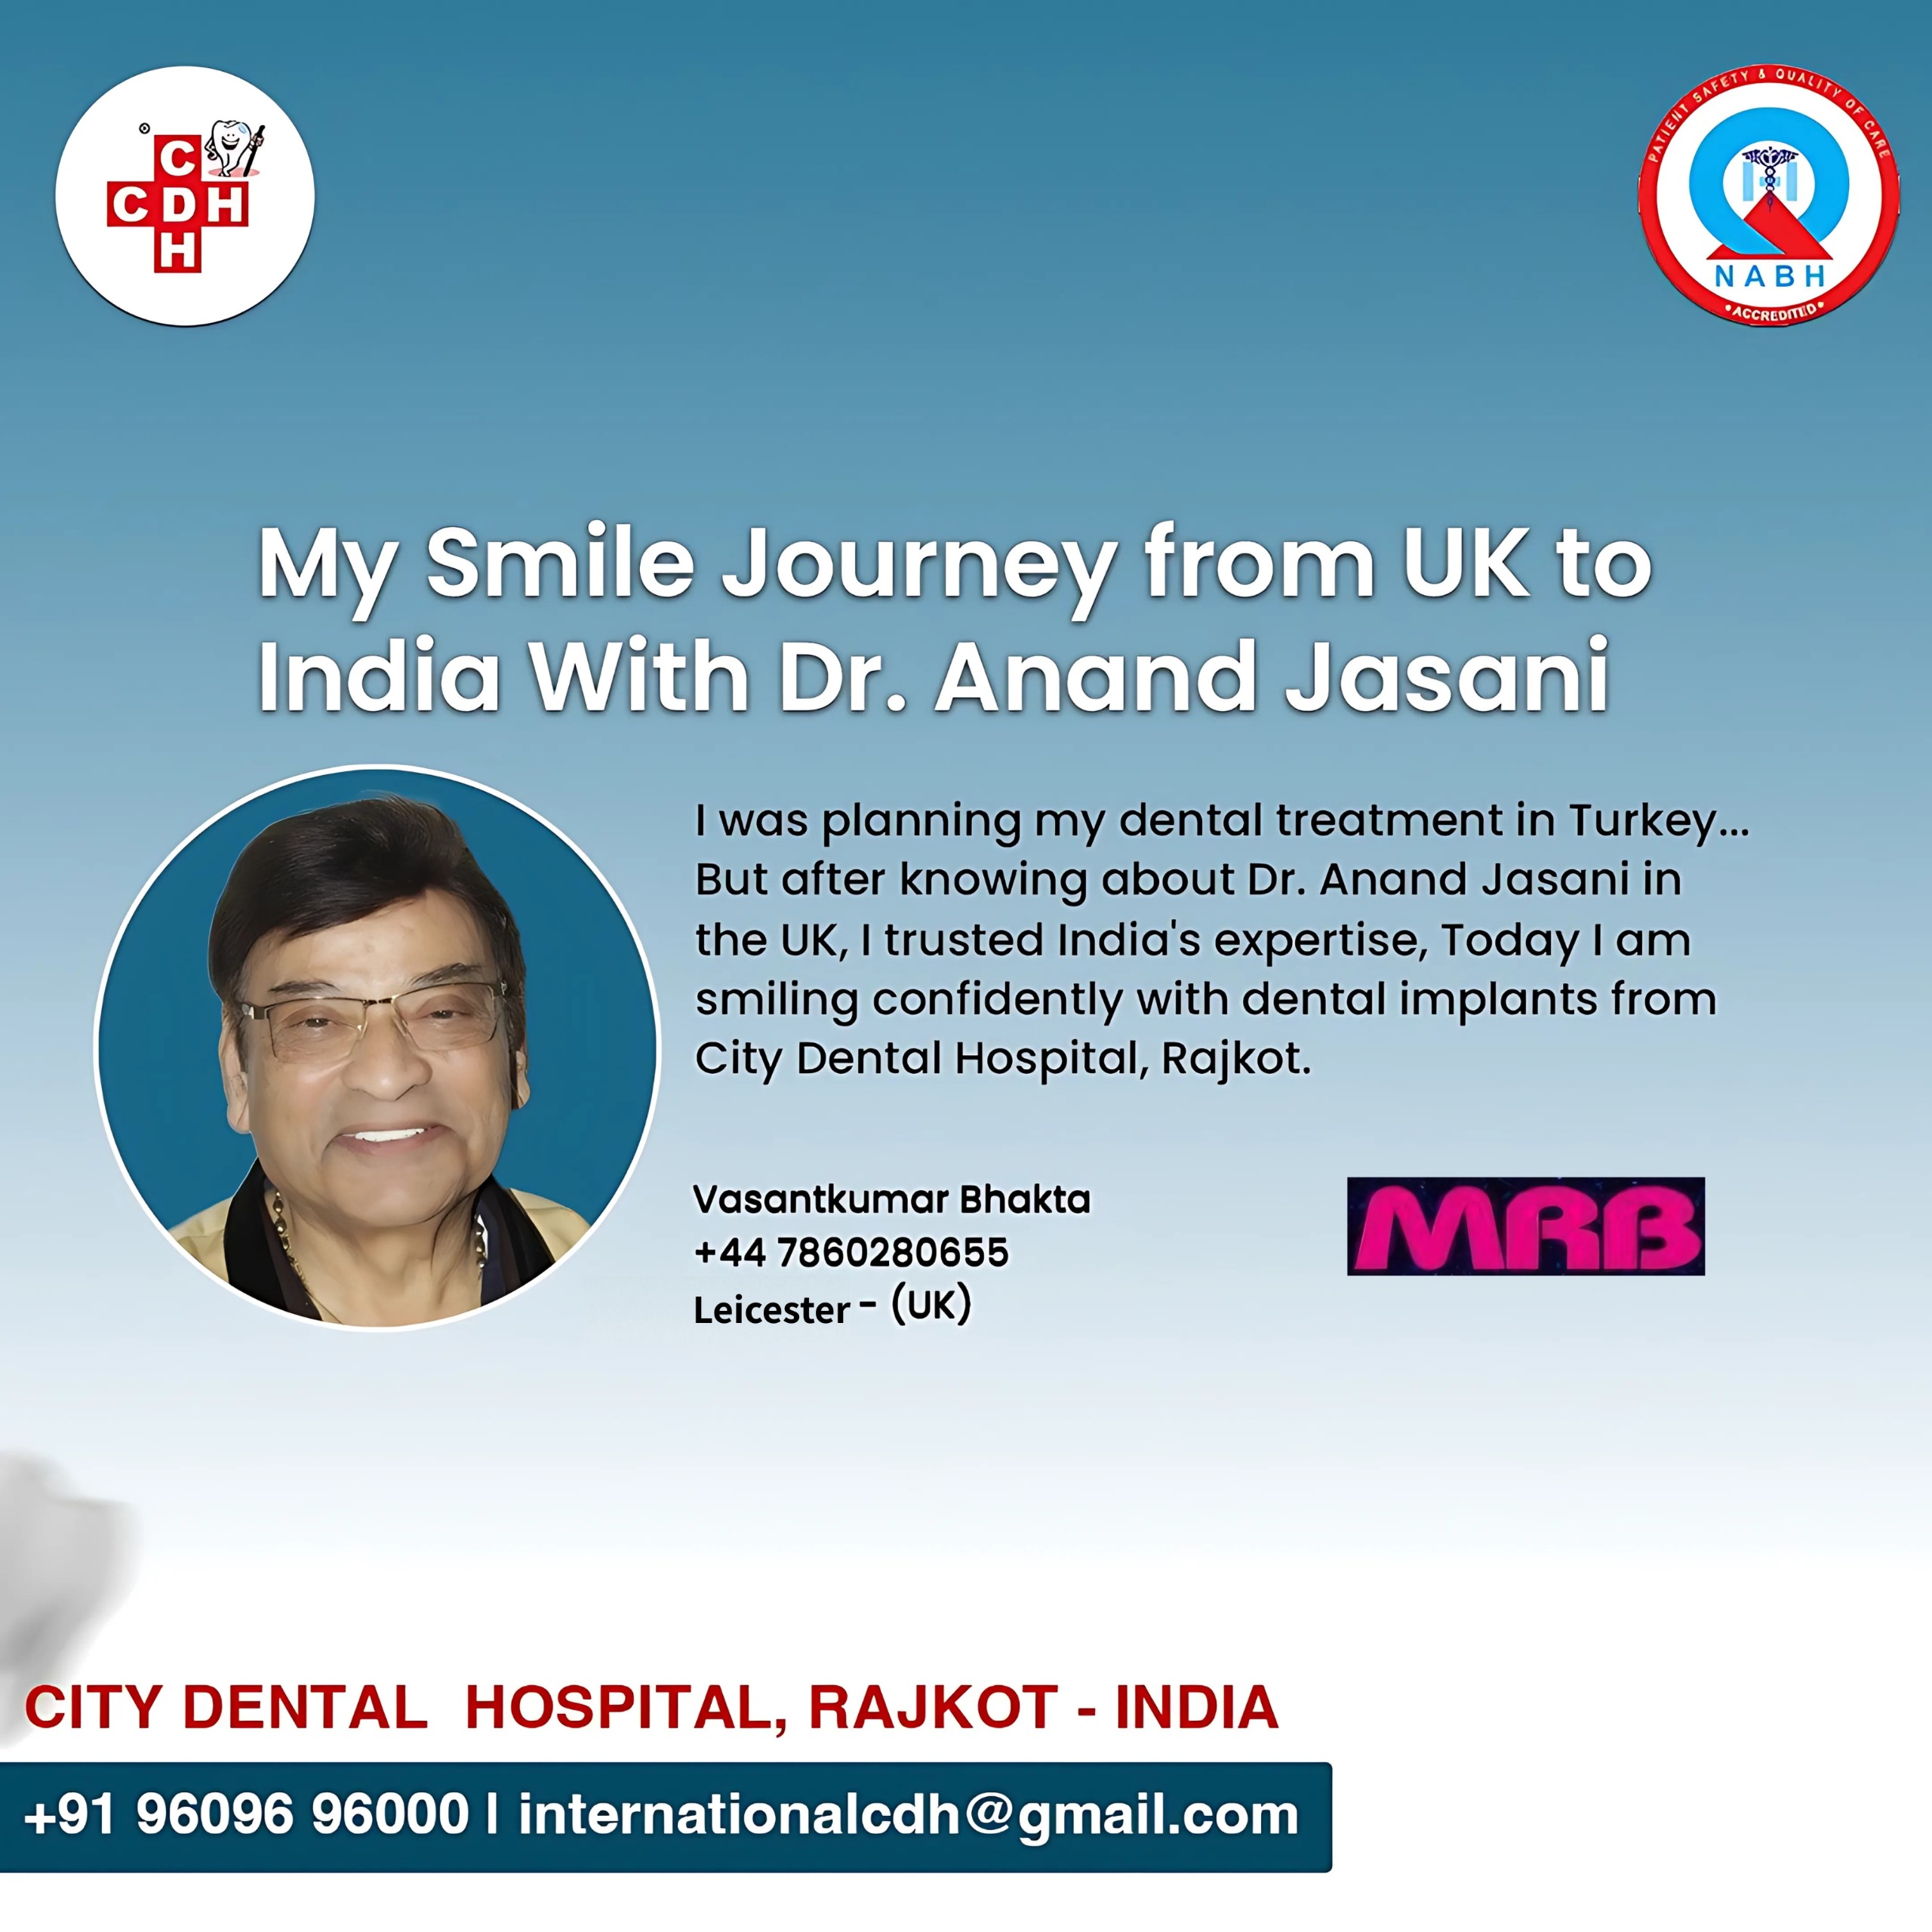 ®
C
CDH
H
PATIENT SAFETY & QUALITY OF CARE
H
NABH
• ACCREDITED •
My Smile Journey from UK to
India With Dr. Anand Jasani
I was planning my dental treatment in Turkey...
But after knowing about Dr. Anand Jasani in
the UK, I trusted India's expertise, Today I am
smiling confidently with dental implants from
City Dental Hospital, Rajkot.
Vasantkumar Bhakta
+44 7860280655
Leicester - (UK)
MRB
CITY DENTAL HOSPITAL, RAJKOT - INDIA
+91 96096 96000 | internationalcdh@gmail.com